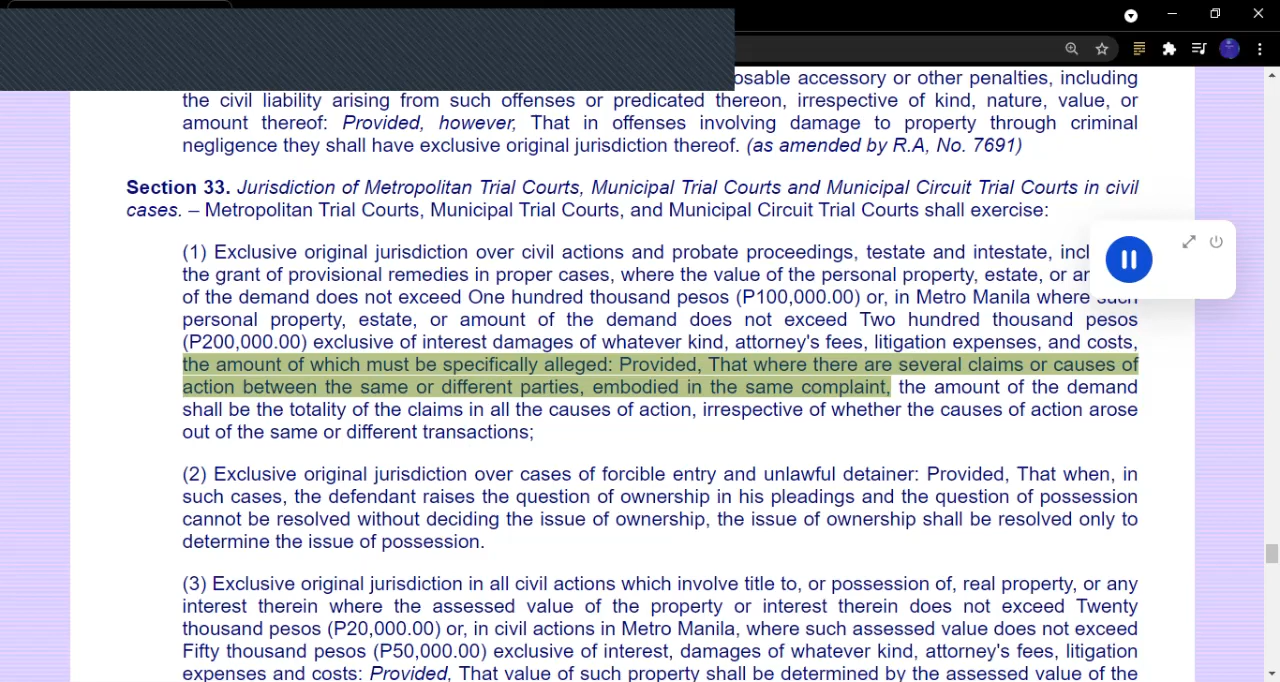 osable accessory or other penalties, including
the civil liability arising from such offenses or predicated thereon, irrespective of kind, nature, value, or
amount thereof: Provided, however, That in offenses involving damage to property through criminal
negligence they shall have exclusive original jurisdiction thereof. (as amended by R.A, No. 7691)
Section 33. Jurisdiction of Metropolitan Trial Courts, Municipal Trial Courts and Municipal Circuit Trial Courts in civil
cases. – Metropolitan Trial Courts, Municipal Trial Courts, and Municipal Circuit Trial Courts shall exercise:
(1) Exclusive original jurisdiction over civil actions and probate proceedings, testate and intestate,
the grant of provisional remedies in proper cases, where the value of the personal property, estate, or
of the demand does not exceed One hundred thousand pesos (P100,000.00) or, in Metro Manila where such
personal property, estate, or amount of the demand does not exceed Two hundred thousand pesos
(P200,000.00) exclusive of interest damages of whatever kind, attorney's fees, litigation expenses, and costs,
the amount of which must be specifically alleged: Provided, That where there are several claims or causes of
action between the same or different parties, embodied in the same complaint, the amount of the demand
shall be the totality of the claims in all the causes of action, irrespective of whether the causes of action arose
out of the same or different transactions;
(2) Exclusive original jurisdiction over cases of forcible entry and unlawful detainer: Provided, That when, in
such cases, the defendant raises the question of ownership in his pleadings and the question of possession
cannot be resolved without deciding the issue of ownership, the issue of ownership shall be resolved only to
determine the issue of possession.
(3) Exclusive original jurisdiction in all civil actions which involve title to, or possession of, real property, or any
interest therein where the assessed value of the property or interest therein does not exceed Twenty
thousand pesos (P20,000.00) or, in civil actions in Metro Manila, where such assessed value does not exceed
Fifty thousand pesos (P50,000.00) exclusive of interest, damages of whatever kind, attorney's fees, litigation
expenses and costs: Provided, That value of such property shall be determined by the assessed value of the